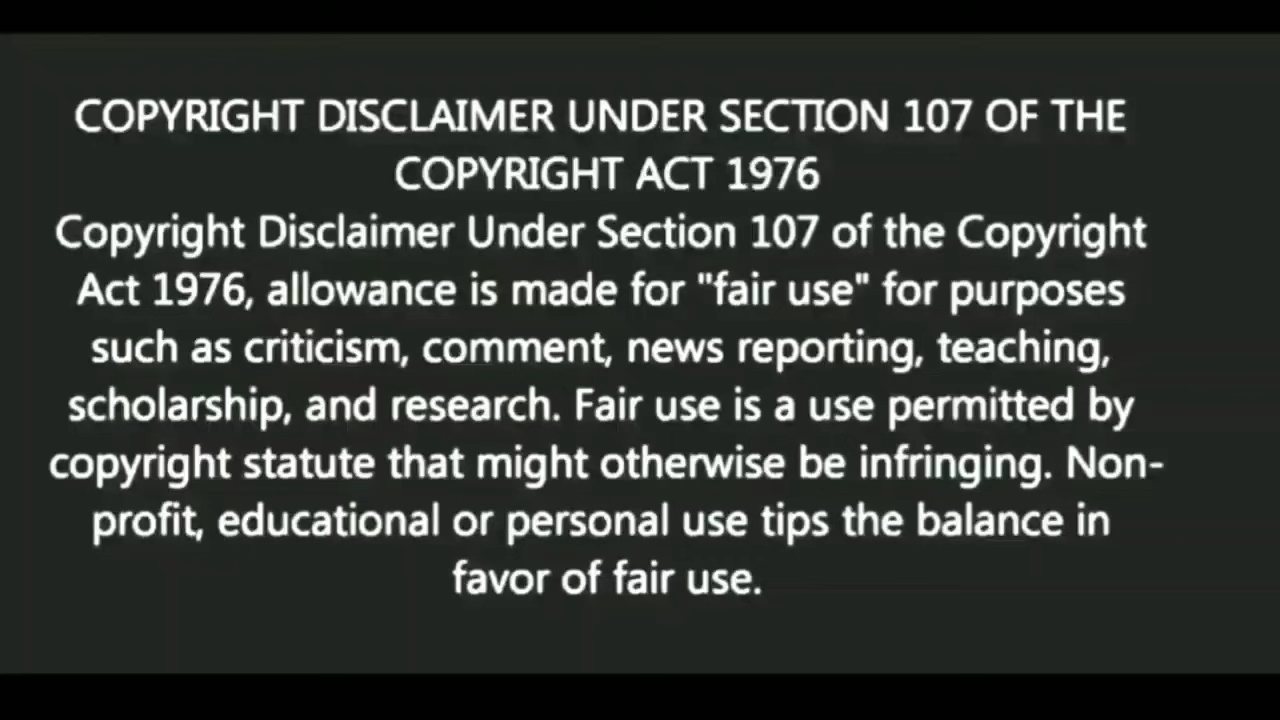 COPYRIGHT DISCLAIMER UNDER SECTION 107 OF THE
COPYRIGHT ACT 1976
Copyright Disclaimer Under Section 107 of the Copyright
Act 1976, allowance is made for "fair use" for purposes
such as criticism, comment, news reporting, teaching,
scholarship, and research. Fair use is a use permitted by
copyright statute that might otherwise be infringing. Non-
profit, educational or personal use tips the balance in
favor of fair use.